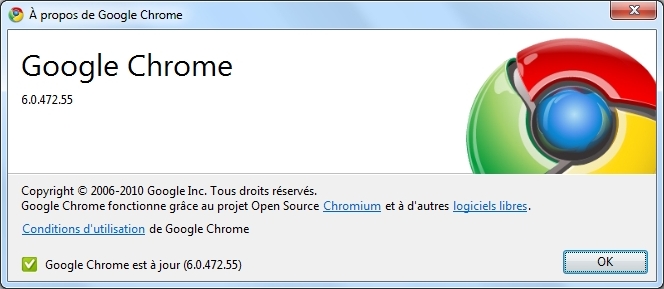 À propos de Google Chrome
Google Chrome
6.0.472.55
Copyright © 2006-2010 Google Inc. Tous droits réservés.
Google Chrome fonctionne grâce au projet Open Source Chromium et à d'autres logiciels libres.
Conditions d'utilisation de Google Chrome
Google Chrome est à jour (6.0.472.55)
OK